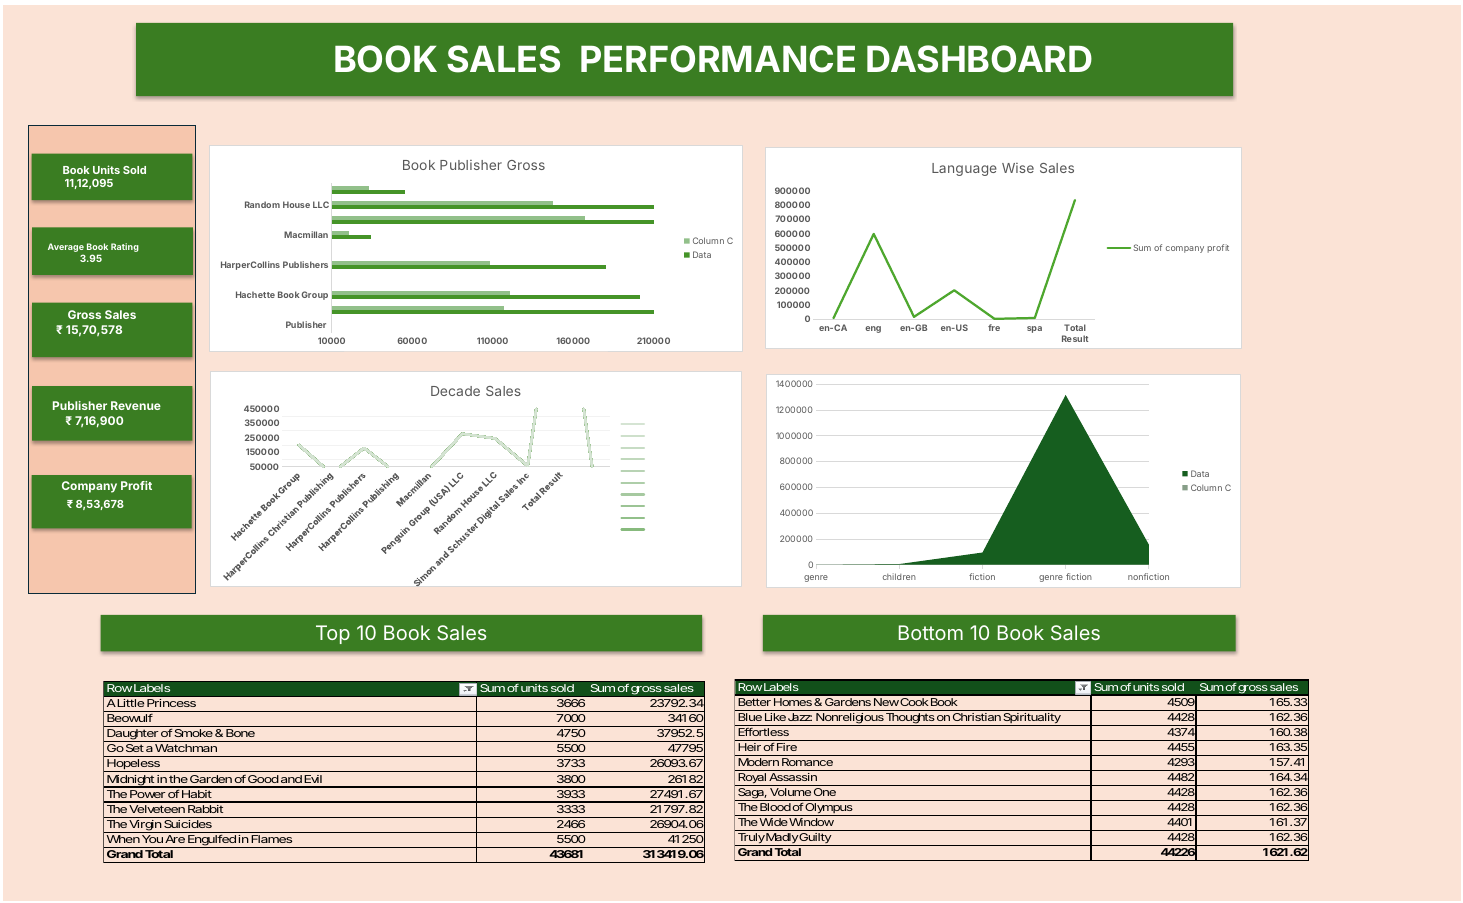 BOOK SALES  PERFORMANCE DASHBOARD
Book Units Sold
11,12,095
Average Book Rating
3.95
Gross Sales
₹ 15,70,578
Publisher Revenue
₹ 7,16,900
Company Profit
₹ 8,53,678
Book Publisher Gross
Random House LLC
Macmillan
HarperCollins Publishers
Hachette Book Group
Publisher
10000 60000 110000 160000 210000
Column C
Data
Language Wise Sales
900000
800000
700000
600000
500000
400000
300000
200000
100000
0
en-CA eng en-GB en-US fre spa Total Result
Sum of company profit
Decade Sales
450000
350000
250000
150000
50000
Hachette Book Group
HarperCollins Christian Publishing
HarperCollins Publishers
HarperCollins Publishing
Macmillan
Penguin Group (USA) LLC
Random House LLC
Simon and Schuster Digital Sales Inc
Total Result
1400000
1200000
1000000
800000
600000
400000
200000
0
genre children fiction genre fiction nonfiction
Data
Column C
Top 10 Book Sales
Row Labels Sum of units sold Sum of gross sales
A Little Princess 3666 23792.34
Beowulf 7000 34160
Daughter of Smoke & Bone 4750 37952.5
Go Set a Watchman 5500 47795
Hopeless 3733 26093.67
Midnight in the Garden of Good and Evil 3800 26182
The Power of Habit 3933 27491.67
The Velveteen Rabbit 3333 21797.82
The Virgin Suicides 2466 26904.06
When You Are Engulfed in Flames 5500 41250
Grand Total 43681 313419.06
Bottom 10 Book Sales
Row Labels Sum of units sold Sum of gross sales
Better Homes & Gardens New Cook Book 4509 165.33
Blue Like Jazz: Nonreligious Thoughts on Christian Spirituality 4428 162.36
Effortless 4374 160.38
Heir of Fire 4455 163.35
Modern Romance 4293 157.41
Royal Assassin 4482 164.34
Saga, Volume One 4428 162.36
The Blood of Olympus 4428 162.36
The Wide Window 4401 161.37
Truly Madly Guilty 4428 162.36
Grand Total 44226 1621.62